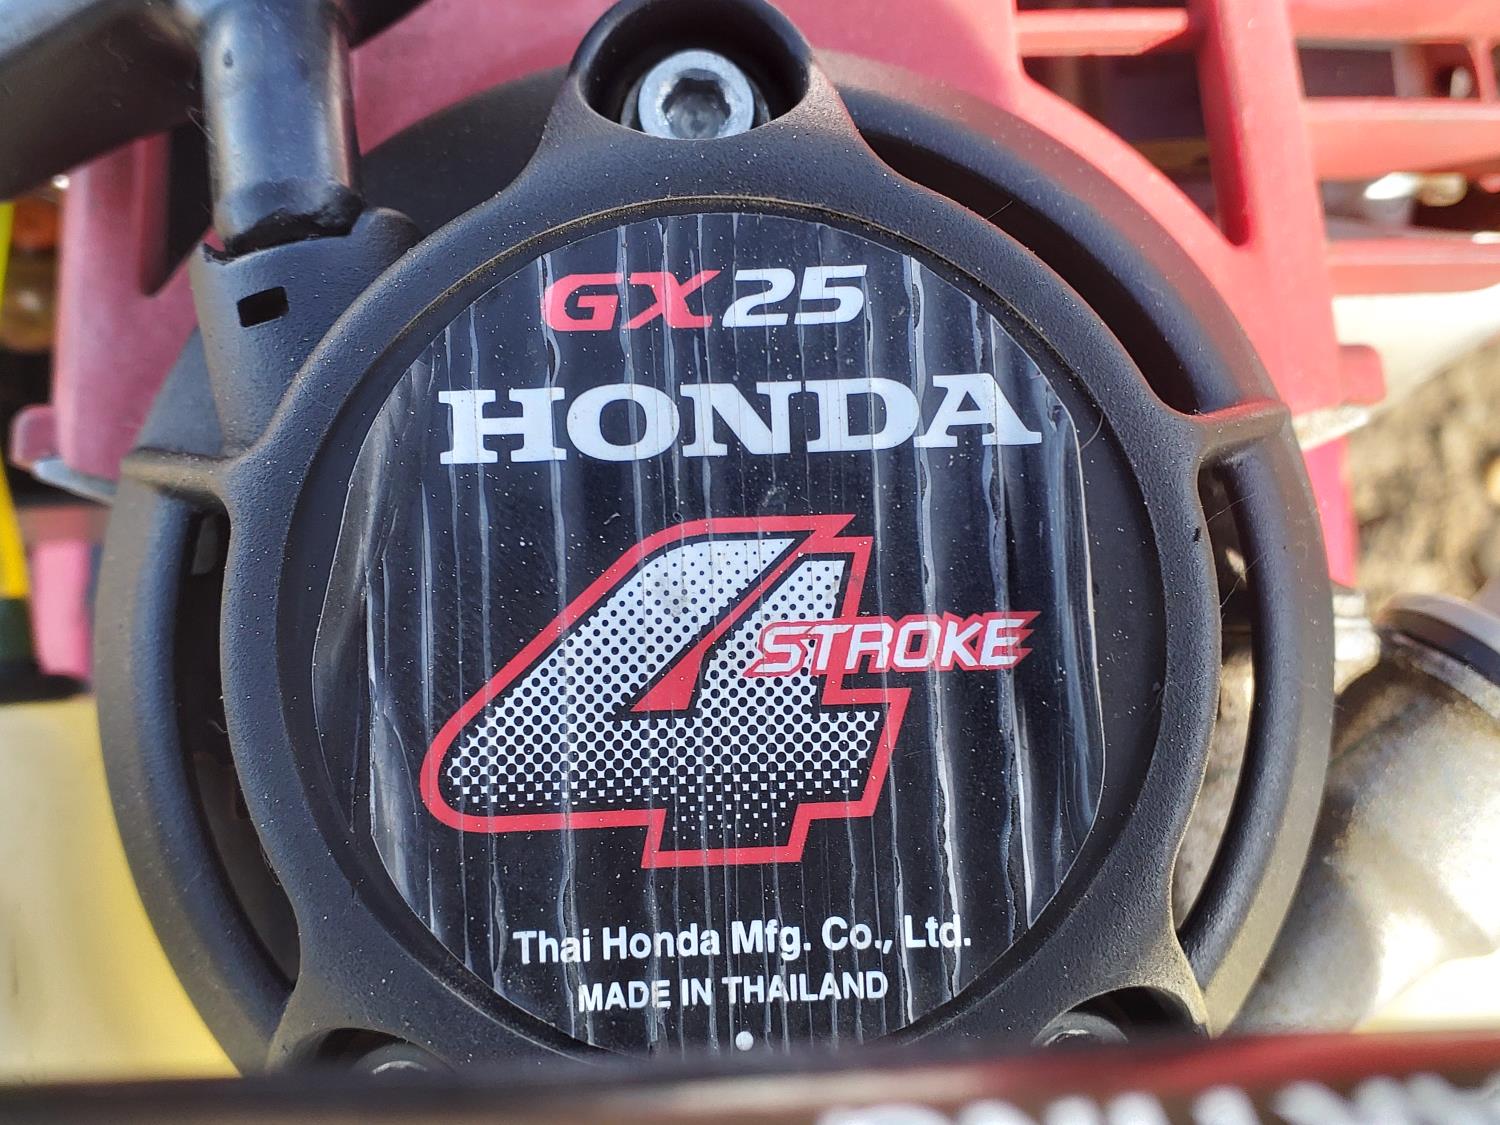 GX25
HONDA
4
STROKE
Thai Honda Mfg. Co., Ltd.
MADE IN THAILAND